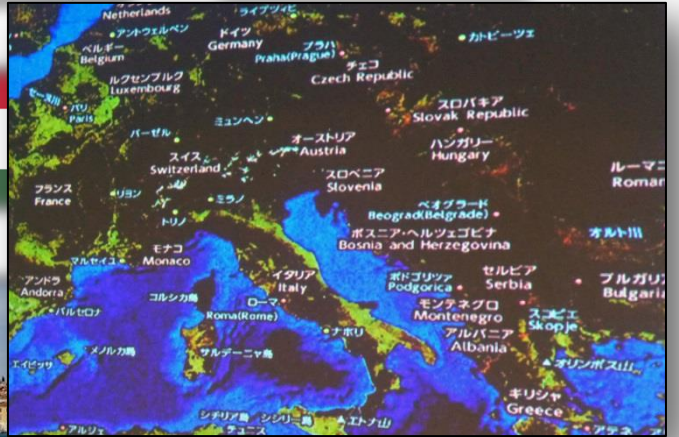 Netherlands
ライプツィヒ
アントウェルペン
ドイツ
Germany
カトビーツェ
ベルギー
Belgium
プラハ
Praha(Prague)
チェコ
Czech Republic
ルクセンブルク
Luxembourg
セーヌ川
パリ
Paris
スロバキア
Slovak Republic
ミュンヘン
バーゼル
オーストリア
Austria
ハンガリー
Hungary
スイス
Switzerland
スロベニア
Slovenia
フランス
France
リヨン
ミラノ
トリノ
ベオグラード
Beograd(Belgrade)
オルト川
ボスニア・ヘルツェゴビナ
Bosnia and Herzegovina
モナコ
Monaco
マルセイユ
アンドラ
Andorra
イタリア
Italy
ポドゴリツァ
Podgorica
セルビア
Serbia
コルシカ島
ローマ
Roma(Rome)
モンテネグロ
Montenegro
スコピエ
Skopje
バルセロナ
ナポリ
アルバニア
Albania
メノルカ島
サルデーニャ島
オリンポス山
ギリシャ
Greece
シチリア島
シシリー島
エトナ山
アルジェ
チュニス
アテネ